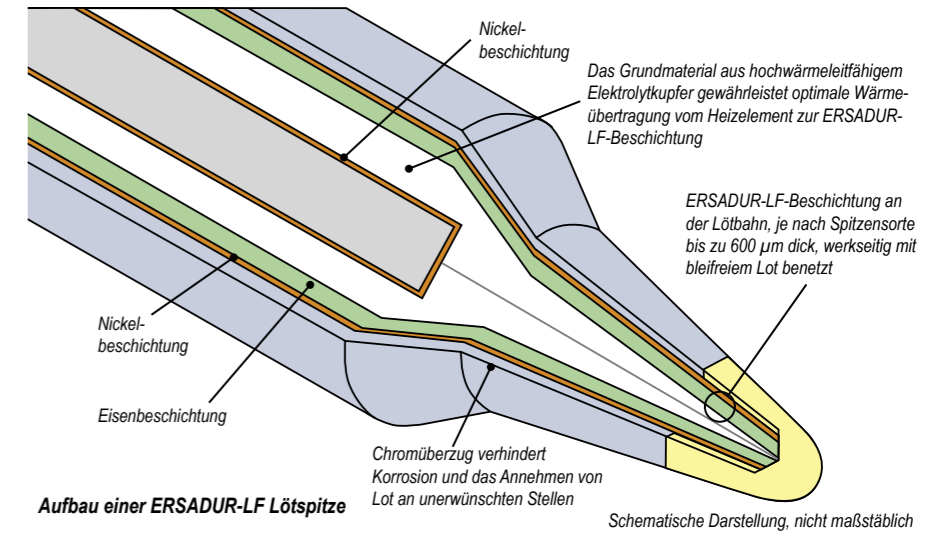 Nickel-
beschichtung
Das Grundmaterial aus hochwärmeleitfähigem
Elektrolytkupfer gewährleistet optimale Wärme-
übertragung vom Heizelement zur ERSADUR-
LF-Beschichtung
ERSADUR-LF-Beschichtung an
der Lötbahn, je nach Spitzensorte
bis zu 600 µm dick, werkseitig mit
bleifreiem Lot benetzt
Nickel-
beschichtung
Eisenbeschichtung
Chromüberzug verhindert
Korrosion und das Annehmen von
Lot an unerwünschten Stellen
Aufbau einer ERSADUR-LF Lötspitze
Schematische Darstellung, nicht maßstäblich